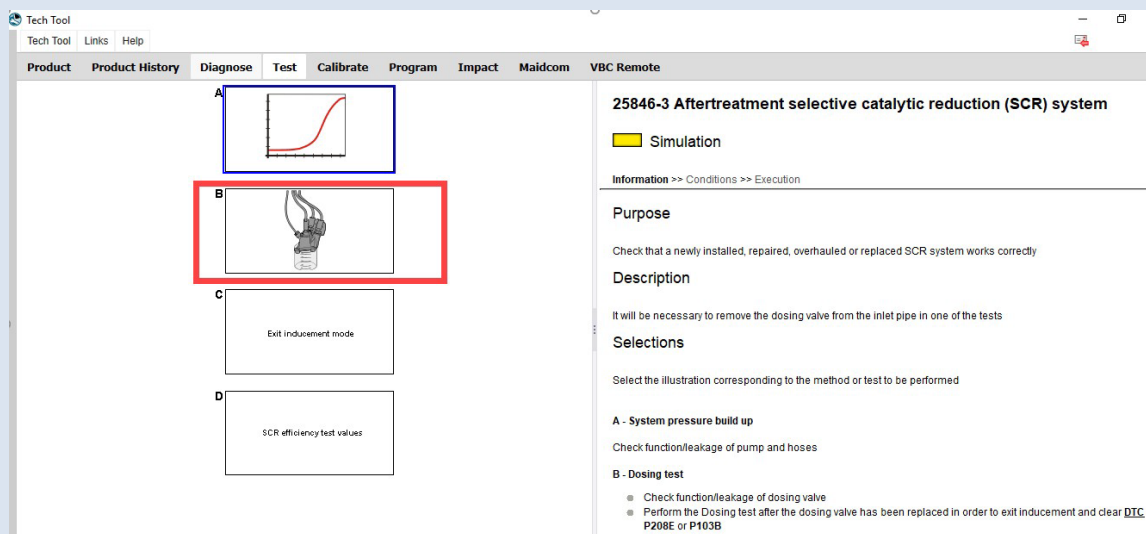 Tech Tool
Tech Tool Links Help
Product Product History Diagnose Test Calibrate Program Impact Maidcom VBC Remote
A
B
C
Exit inducement mode
D
SCR efficiency test values
25846-3 Aftertreatment selective catalytic reduction (SCR) system
Simulation
Information >> Conditions >> Execution
Purpose
Check that a newly installed, repaired, overhauled or replaced SCR system works correctly
Description
It will be necessary to remove the dosing valve from the inlet pipe in one of the tests
Selections
Select the illustration corresponding to the method or test to be performed
A - System pressure build up
Check function/leakage of pump and hoses
B - Dosing test
Check function/leakage of dosing valve
Perform the Dosing test after the dosing valve has been replaced in order to exit inducement and clear DTC
P208E or P103B